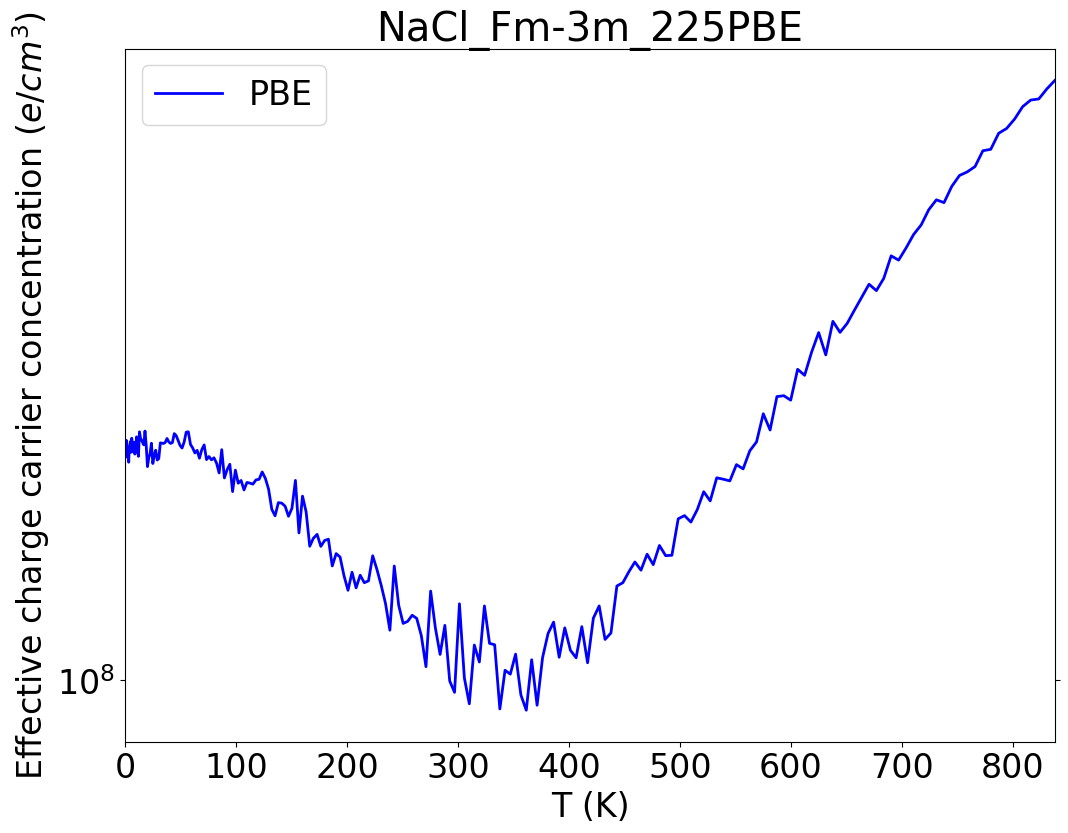 NaCl_Fm-3m_225PBE
PBE
Effective charge carrier concentration (e/cm³)
10⁸
0 100 200 300 400 500 600 700 800
T (K)